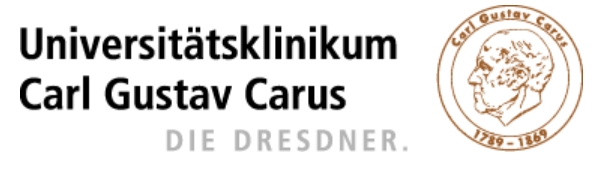 Universitätsklinikum
Carl Gustav Carus
DIE DRESDNER.
Carl Gustav Carus
1789 - 1869